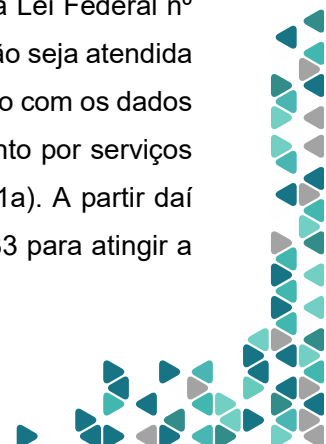 a Lei Federal nº
ão seja atendida
o com os dados
nto por serviços
1a). A partir daí
33 para atingir a